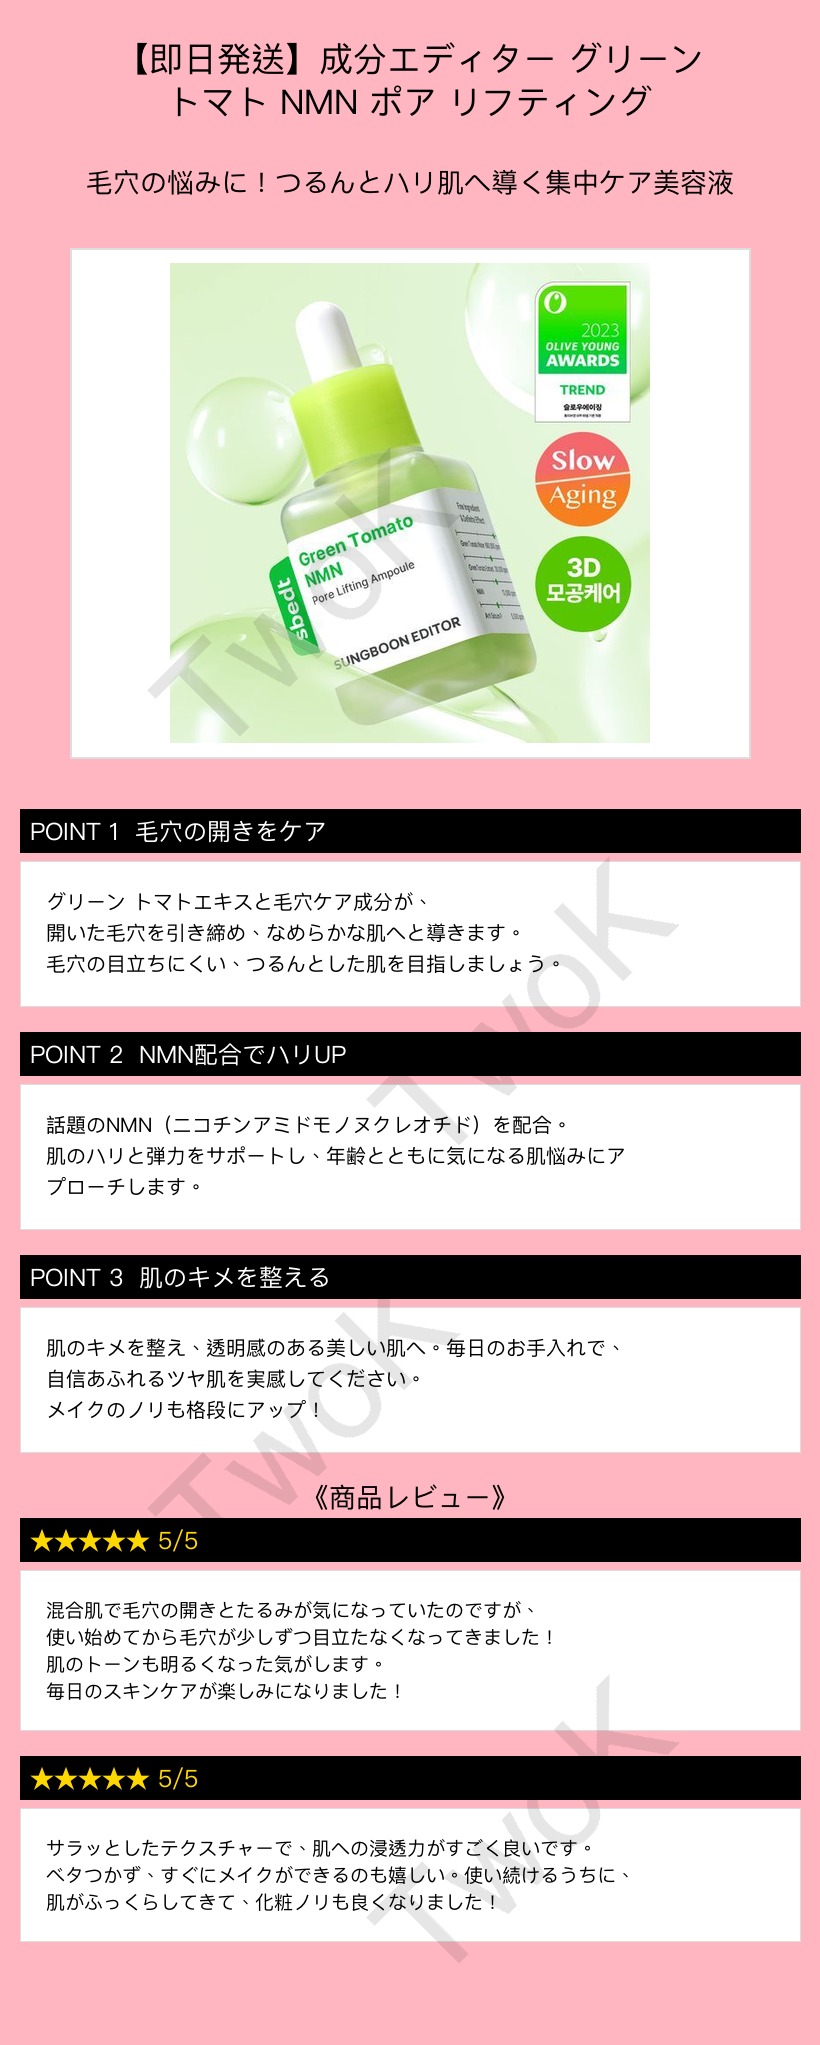 【即日発送】成分エディター グリーン
トマト NMN ポア リフティング
毛穴の悩みに！つるんとハリ肌へ導く集中ケア美容液
2023
OLIVE YOUNG
AWARDS
TREND
슬로우에이징
Slow
Aging
3D
모공케어
Green Tomato
NMN
Pore Lifting Ampoule
sbedt
SUNGBOON EDITOR
TwoK
POINT 1 毛穴の開きをケア
グリーン トマトエキスと毛穴ケア成分が、
開いた毛穴を引き締め、なめらかな肌へと導きます。
毛穴の目立ちにくい、つるんとした肌を目指しましょう。
TwoK
POINT 2 NMN配合でハリUP
話題のNMN（ニコチンアミドモノヌクレオチド）を配合。
肌のハリと弾力をサポートし、年齢とともに気になる肌悩みにア
プローチします。
POINT 3 肌のキメを整える
肌のキメを整え、透明感のある美しい肌へ。毎日のお手入れで、
自信あふれるツヤ肌を実感してください。
メイクのノリも格段にアップ！
TwoK
《商品レビュー》
★★★★★ 5/5
混合肌で毛穴の開きとたるみが気になっていたのですが、
使い始めてから毛穴が少しずつ目立たなくなってきました！
肌のトーンも明るくなった気がします。
毎日のスキンケアが楽しみになりました！
★★★★★ 5/5
サラッとしたテクスチャーで、肌への浸透力がすごく良いです。
ベタつかず、すぐにメイクができるのも嬉しい。使い続けるうちに、
肌がふっくらしてきて、化粧ノリも良くなりました！
TwoK